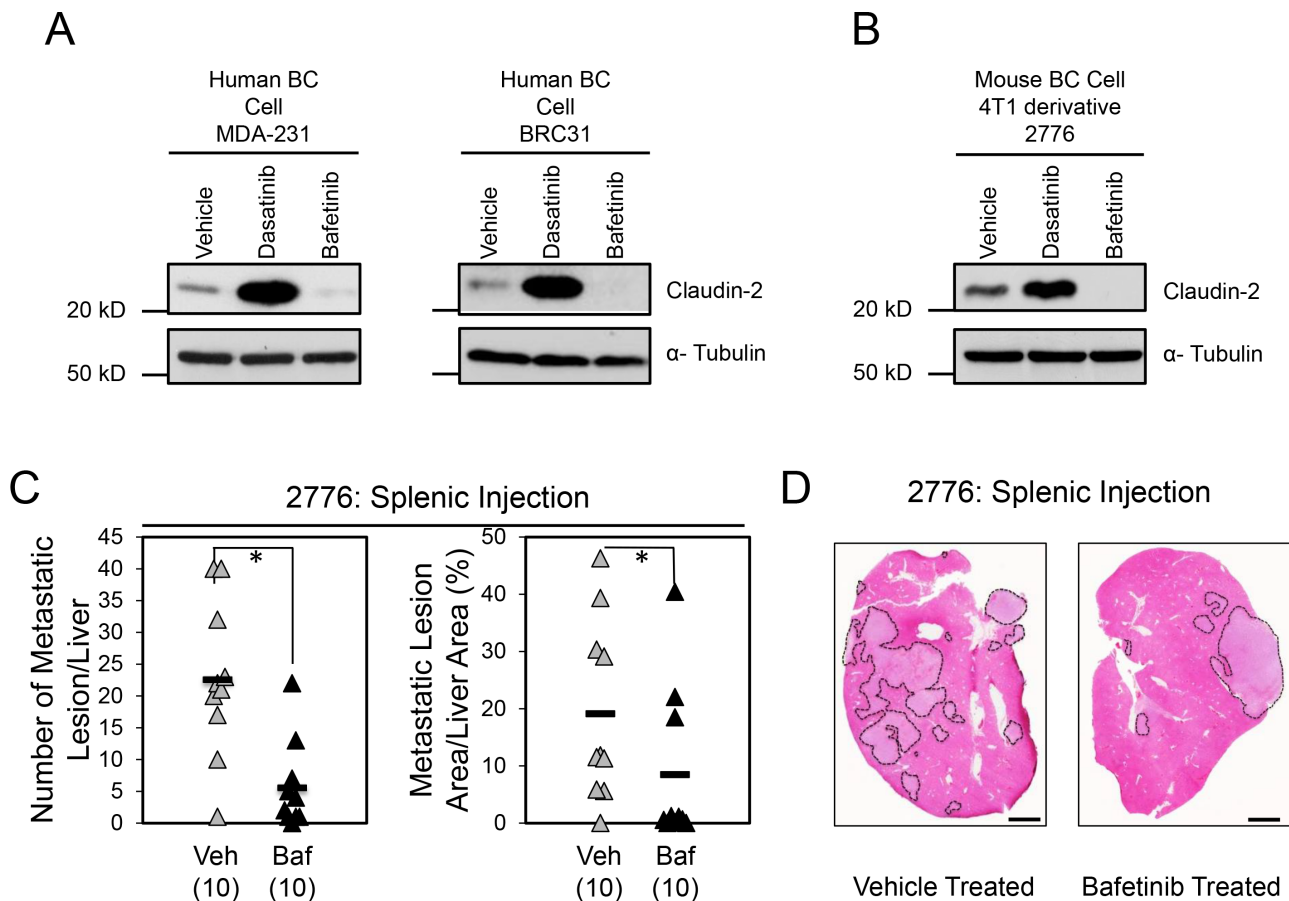 A
Human BC
Cell
MDA-231
Vehicle
Dasatinib
Bafetinib
20 kD
50 kD
Human BC
Cell
BRC31
Vehicle
Dasatinib
Bafetinib
Claudin-2
α- Tubulin
B
Mouse BC Cell
4T1 derivative
2776
Vehicle
Dasatinib
Bafetinib
20 kD
50 kD
Claudin-2
α- Tubulin
C
2776: Splenic Injection
Number of Metastatic
Lesion/Liver
45
40
35
30
25
20
15
10
5
0
*
Veh
(10)
Baf
(10)
Metastatic Lesion
Area/Liver Area (%)
50
40
30
20
10
0
*
Veh
(10)
Baf
(10)
D
2776: Splenic Injection
Vehicle Treated
Bafetinib Treated